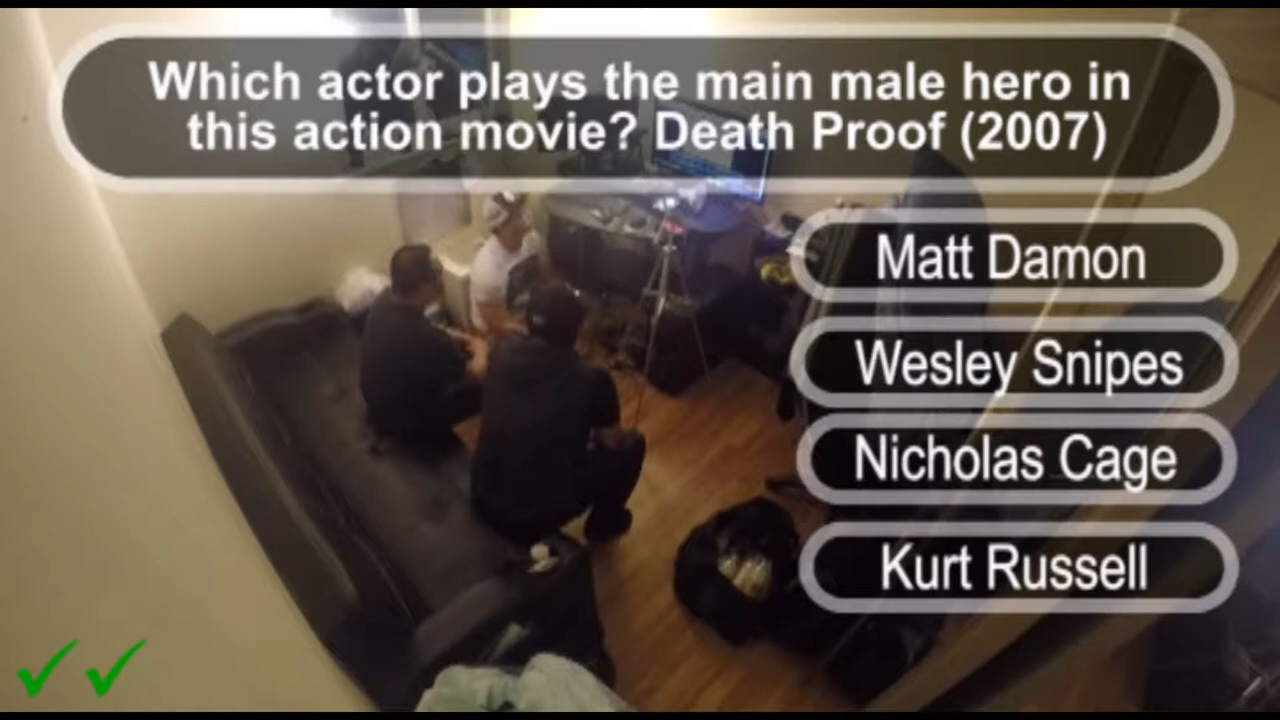 Which actor plays the main male hero in
this action movie? Death Proof (2007)
Matt Damon
Wesley Snipes
Nicholas Cage
Kurt Russell